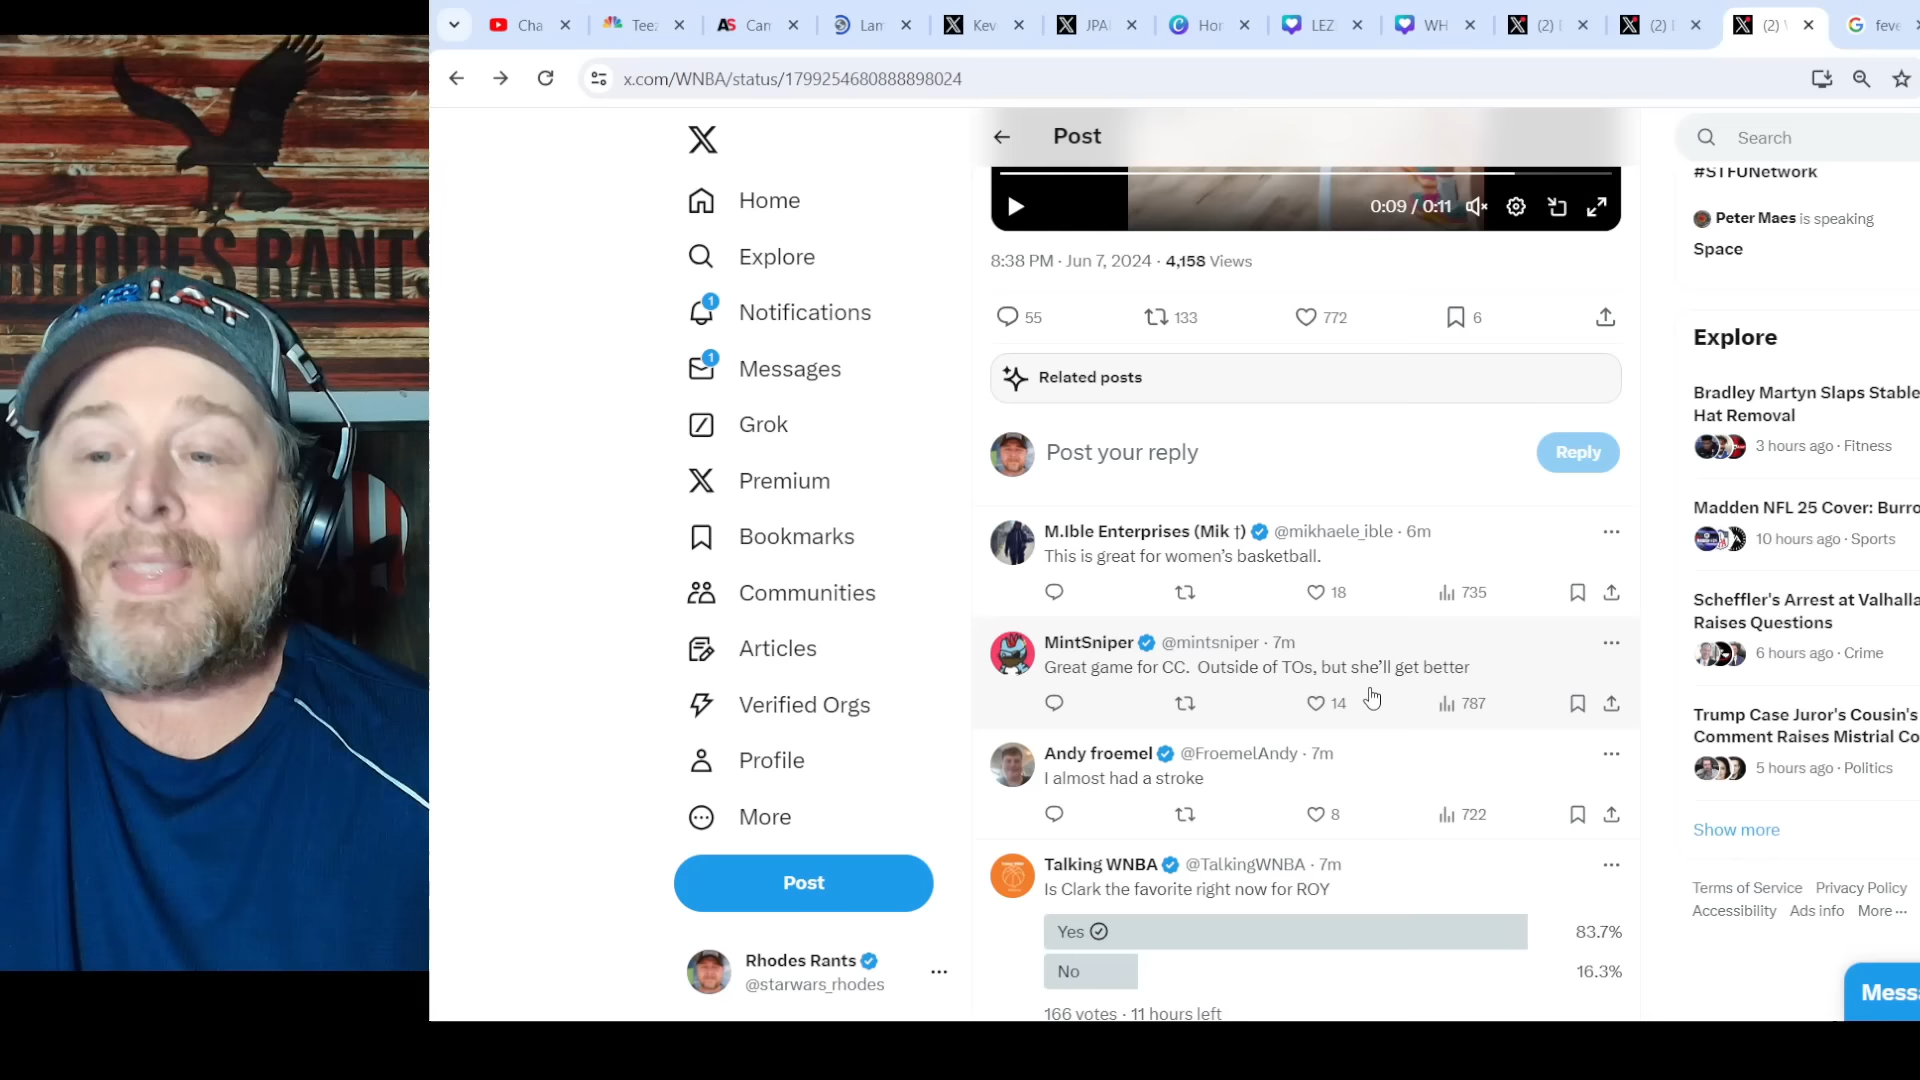 Cha
Teez
AS Can
Lam
Kev
JPA
Hor
LEZ
WH
(2) E
(2) E
(2)
feve
x.com/WNBA/status/1799254680888898024
RHODES RANTS
Home
Explore
1
Notifications
1
Messages
Grok
Premium
Bookmarks
Communities
Articles
Verified Orgs
Profile
More
Post
Rhodes Rants
@starwars_rhodes
Post
0:09 / 0:11
8:38 PM · Jun 7, 2024 · 4,158 Views
55 133 772 6
Related posts
Post your reply
Reply
M.Ible Enterprises (Mik †) @mikhaele_ible · 6m
This is great for women's basketball.
18 735
MintSniper @mintsniper · 7m
Great game for CC. Outside of TOs, but she'll get better
14 787
Andy froemel @FroemelAndy · 7m
I almost had a stroke
8 722
Talking WNBA @TalkingWNBA · 7m
Is Clark the favorite right now for ROY
Yes 83.7%
No 16.3%
166 votes · 11 hours left
Search
#STFUNetwork
Peter Maes is speaking
Space
Explore
Bradley Martyn Slaps Stable
Hat Removal
3 hours ago · Fitness
Madden NFL 25 Cover: Burro
10 hours ago · Sports
Scheffler's Arrest at Valhalla
Raises Questions
6 hours ago · Crime
Trump Case Juror's Cousin's
Comment Raises Mistrial Co
5 hours ago · Politics
Show more
Terms of Service Privacy Policy
Accessibility Ads info More ...
Messa